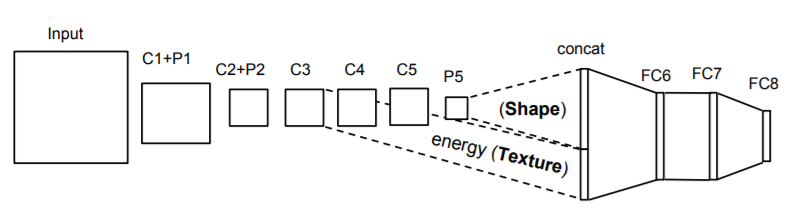 Input
C1+P1
C2+P2
C3
C4
C5
P5
concat
FC6
FC7
FC8
(Shape)
energy (Texture)